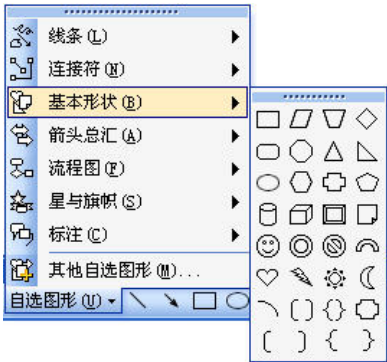 线条(L)
连接符(N)
基本形状(B)
箭头总汇(A)
流程图(F)
星与旗帜(S)
标注(C)
其他自选图形(M)...
自选图形(U)